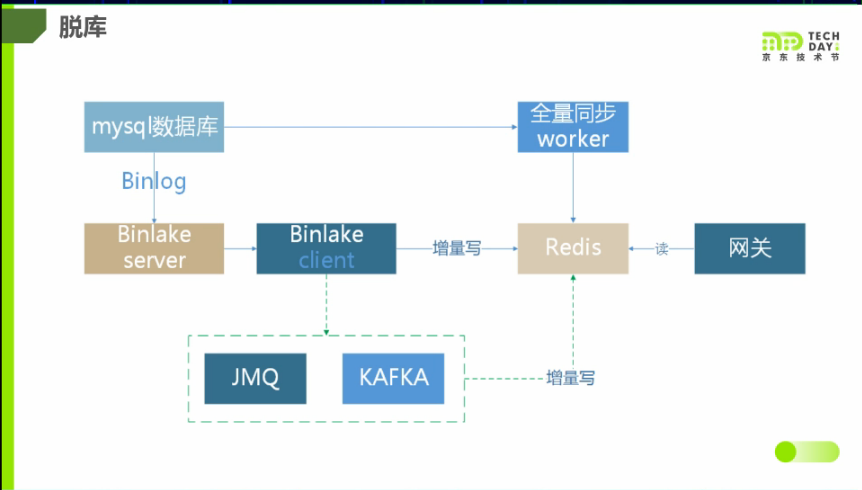 脱库
TECH
DAY
京东技术节
mysql数据库
全量同步
worker
Binlog
Binlake
server
Binlake
client
增量写
Redis
读
网关
JMQ
KAFKA
增量写